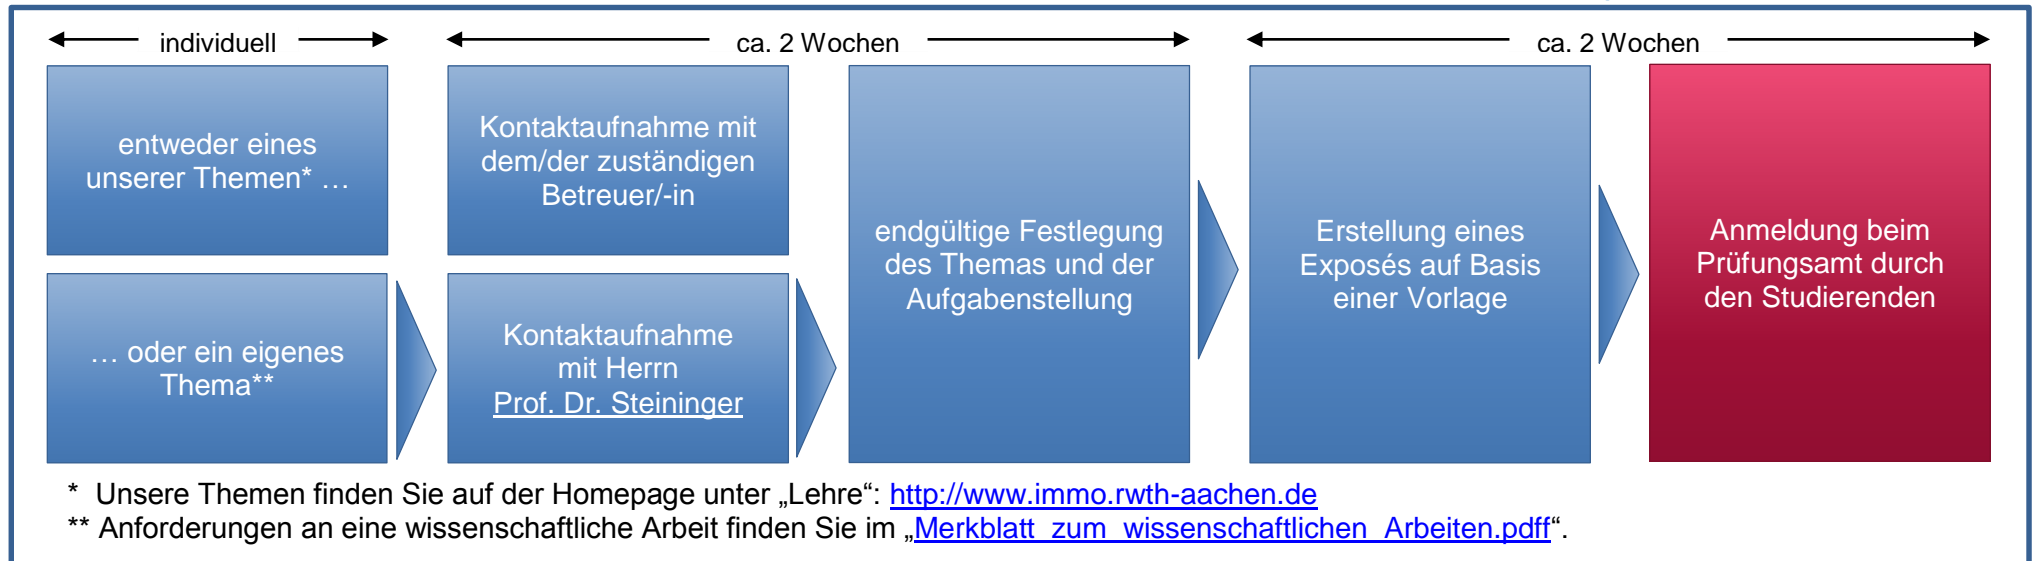 individuell
ca. 2 Wochen
ca. 2 Wochen
entweder eines
unserer Themen* …
… oder ein eigenes
Thema**
Kontaktaufnahme mit
dem/der zuständigen
Betreuer/-in
Kontaktaufnahme
mit Herrn
Prof. Dr. Steininger
endgültige Festlegung
des Themas und der
Aufgabenstellung
Erstellung eines
Exposés auf Basis
einer Vorlage
Anmeldung beim
Prüfungsamt durch
den Studierenden
* Unsere Themen finden Sie auf der Homepage unter „Lehre“: http://www.immo.rwth-aachen.de
** Anforderungen an eine wissenschaftliche Arbeit finden Sie im „Merkblatt_zum_wissenschaftlichen_Arbeiten.pdff“.